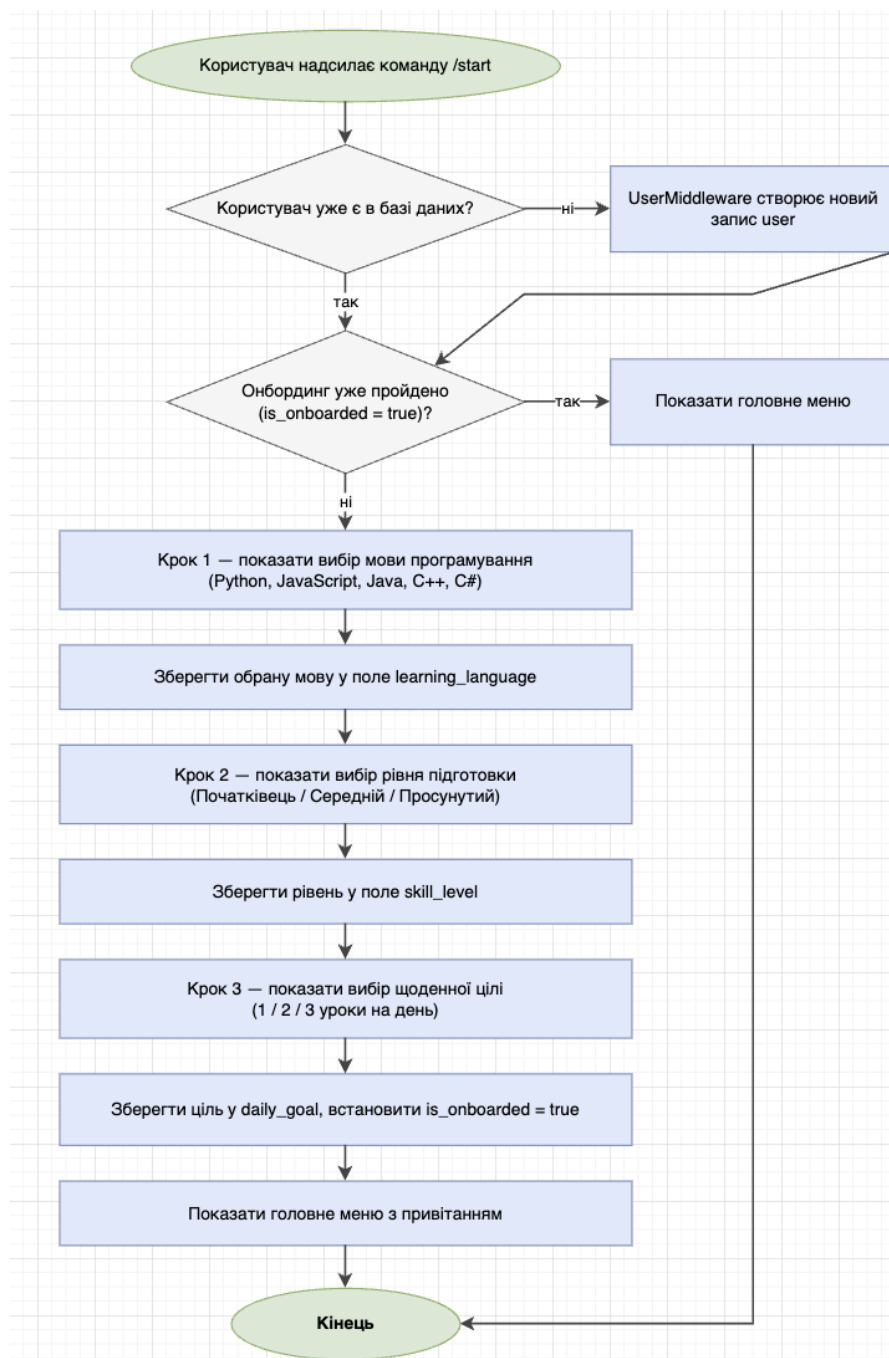 Користувач надсилає команду /start
Користувач уже є в базі даних?
ні
UserMiddleware створює новий
запис user
так
Онбординг уже пройдено
(is_onboarded = true)?
так
Показати головне меню
ні
Крок 1 — показати вибір мови програмування
(Python, JavaScript, Java, C++, C#)
Зберегти обрану мову у поле learning_language
Крок 2 — показати вибір рівня підготовки
(Початківець / Середній / Просунутий)
Зберегти рівень у поле skill_level
Крок 3 — показати вибір щоденної цілі
(1 / 2 / 3 уроки на день)
Зберегти ціль у daily_goal, встановити is_onboarded = true
Показати головне меню з привітанням
Кінець